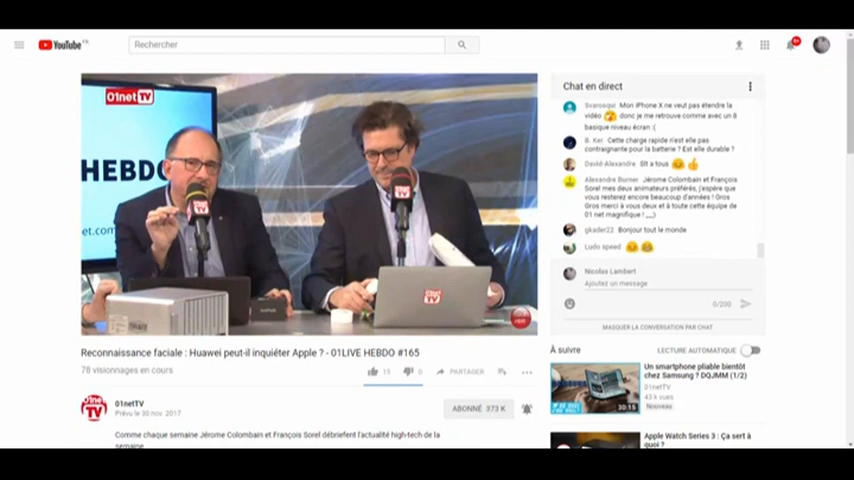 YouTube FR
Rechercher
9+
01net TV
HEBDO
et.com
01net TV
Reconnaissance faciale : Huawei peut-il inquiéter Apple ? - 01LIVE HEBDO #165
78 visionnages en cours
15
0
PARTAGER
01net TV
01netTV
Prévu le 30 nov. 2017
ABONNÉ 373 K
Comme chaque semaine Jérome Colombain et François Sorel débriefent l'actualité high-tech de la
semaine
Chat en direct
Svarosqui Mon iPhone X ne veut pas étendre la
vidéo 🤣 donc je me retrouve comme avec un 8
basique niveau écran :(
B. Ker Cette charge rapide n'est elle pas
contraignante pour la batterie ? Est elle durable ?
David-Alexandre Slt a tous 😊👍
Alexandre Burner Jérome Colombain et François
Sorel mes deux animateurs préférés, j'espère que
vous resterez encore beaucoup d'années ! Gros
Gros merci à vous deux et à toute cette équipe de
01 net magnifique ! ,,,,)
gkader22 Bonjour tout le monde
Ludo speed 😊😂
Nicolas Lambert
Ajoutez un message
0/200
MASQUER LA CONVERSATION PAR CHAT
À suivre
LECTURE AUTOMATIQUE
30:15
Un smartphone pliable bientôt
chez Samsung ? DQJMM (1/2)
01netTV
43 k vues
Nouveau
Apple Watch Series 3 : Ça sert à
quoi ?